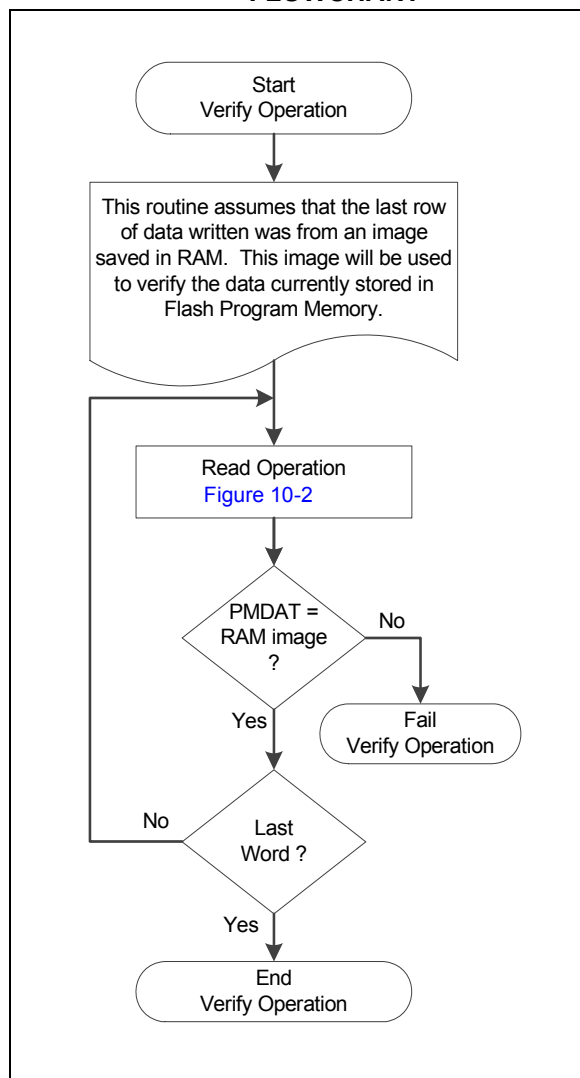 FLOWCHART
Start
Verify Operation
This routine assumes that the last row
of data written was from an image
saved in RAM. This image will be used
to verify the data currently stored in
Flash Program Memory.
Read Operation
Figure 10-2
PMDAT =
RAM image
?
No
Yes
Fail
Verify Operation
No
Last
Word ?
Yes
End
Verify Operation